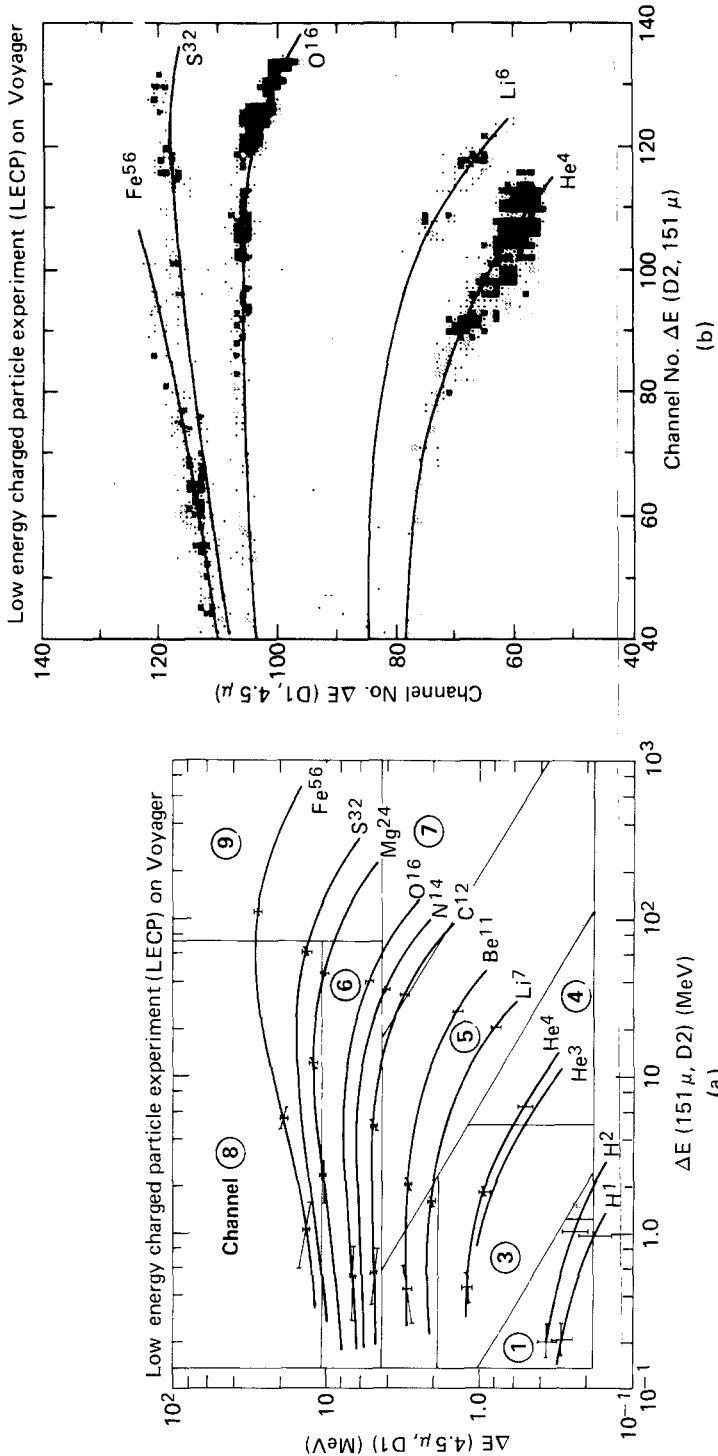 Low energy charged particle experiment (LECP) on Voyager
10²
10
1.0
10⁻¹
ΔE (4.5 μ, D1) (MeV)
Channel 8
9
Fe⁵⁶
S³²
Mg²⁴
7
6
O¹⁶
N¹⁴
C¹²
Be¹¹
5
Li⁷
4
He⁴
He³
3
H²
H¹
1
10⁻¹
1.0
10
10²
10³
ΔE (151 μ, D2) (MeV)
(a)
Low energy charged particle experiment (LECP) on Voyager
140
120
100
80
60
40
Channel No. ΔE (D1, 4.5 μ)
Fe⁵⁶
S³²
O¹⁶
Li⁶
He⁴
40
60
80
100
120
140
Channel No. ΔE (D2, 151 μ)
(b)